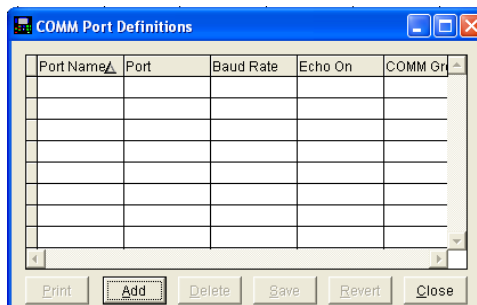 COMM Port Definitions
Port Name Port Baud Rate Echo On COMM Gr
Print Add Delete Save Revert Close